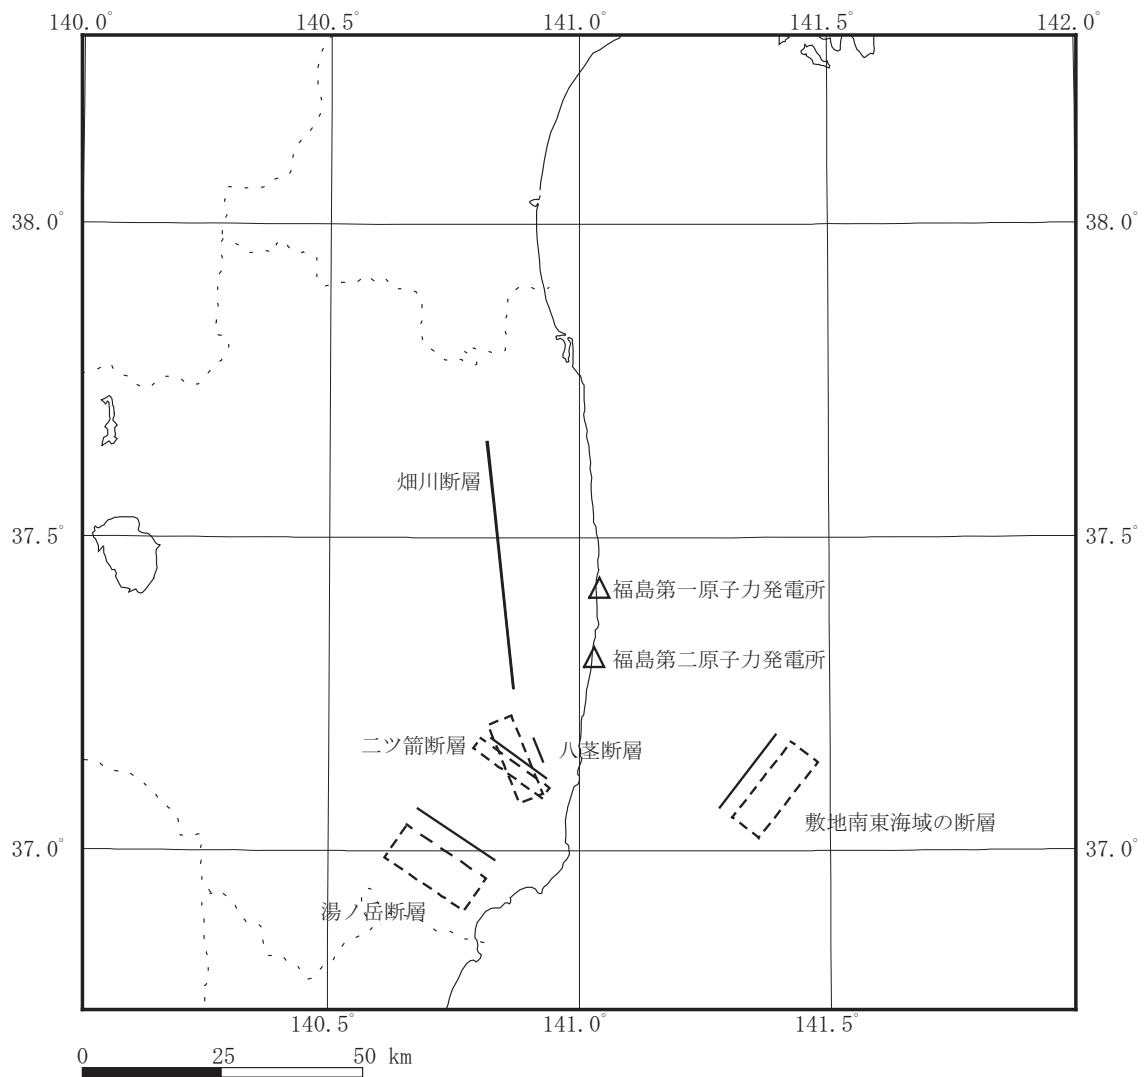 140.0° 140.5° 141.0° 141.5° 142.0°
38.0° 38.0°
畑川断層
37.5° 37.5°
福島第一原子力発電所
福島第二原子力発電所
二ツ箭断層 八茎断層
敷地南東海域の断層
37.0° 37.0°
湯ノ岳断層
140.5° 141.0° 141.5°
0 25 50 km